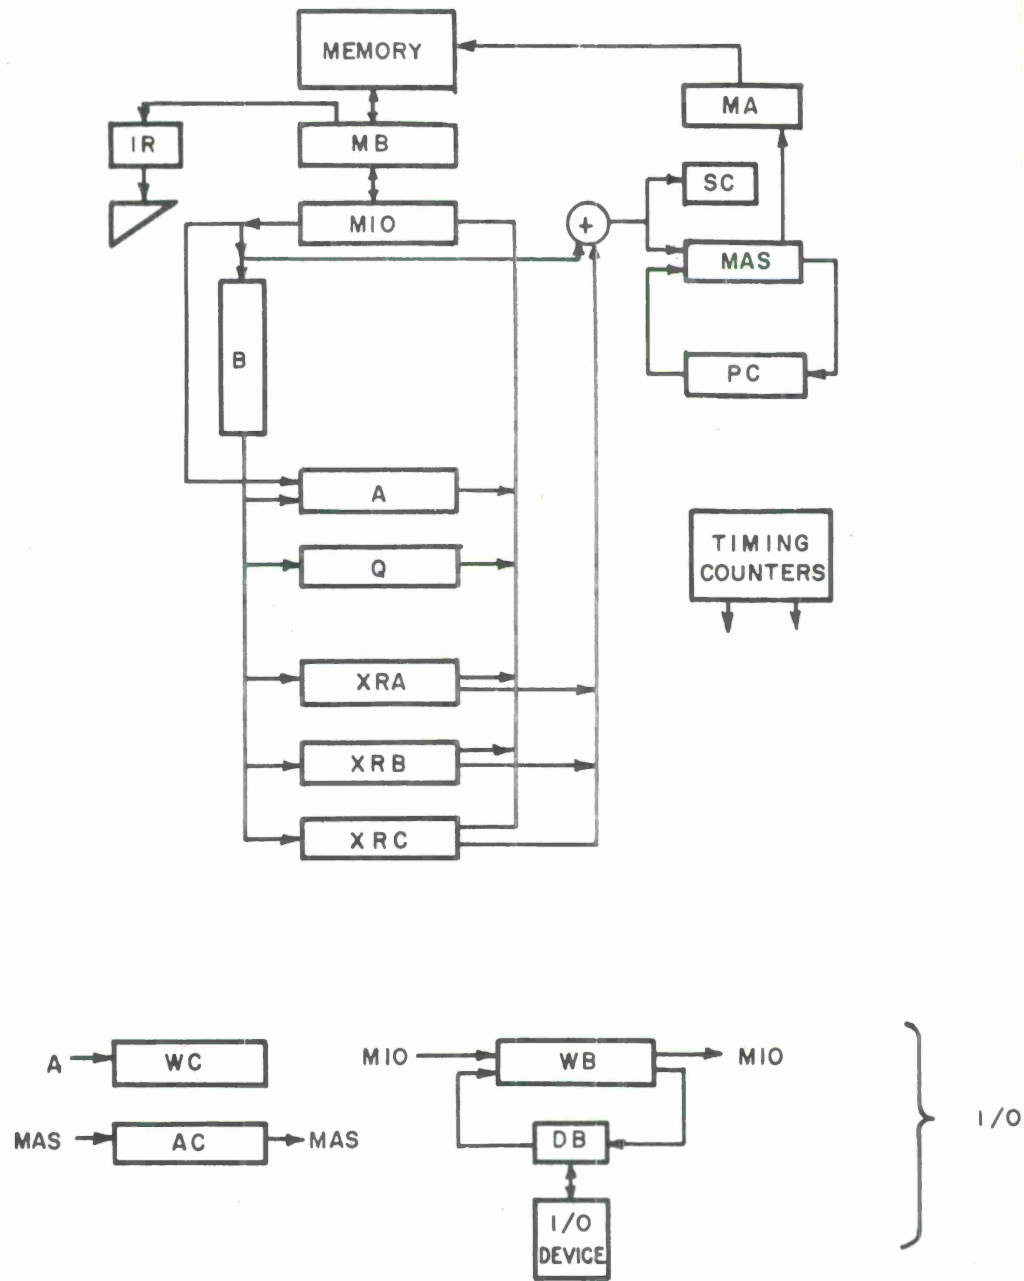 MEMORY
MA
IR
MB
SC
MIO
+
MAS
B
PC
A
Q
TIMING
COUNTERS
XRA
XRB
XRC
A
WC
MIO
WB
MIO
MAS
AC
MAS
DB
I/O
I/O
DEVICE